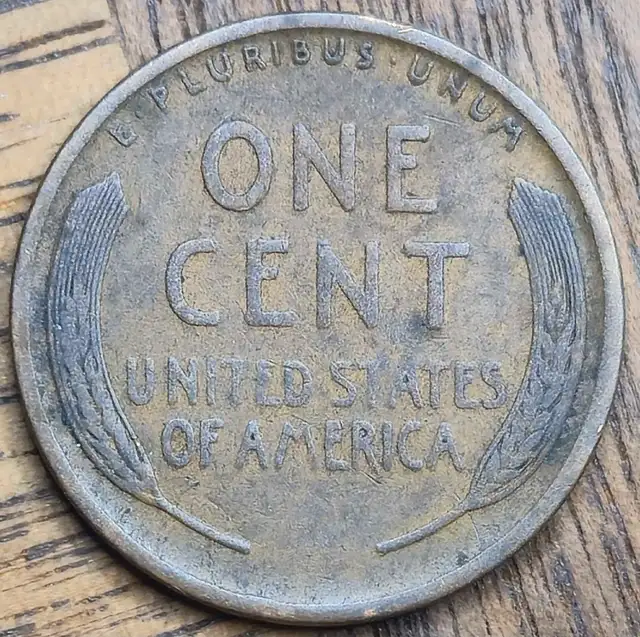 E·PLURIBUS·UNUM
ONE
CENT
UNITED STATES
OF AMERICA